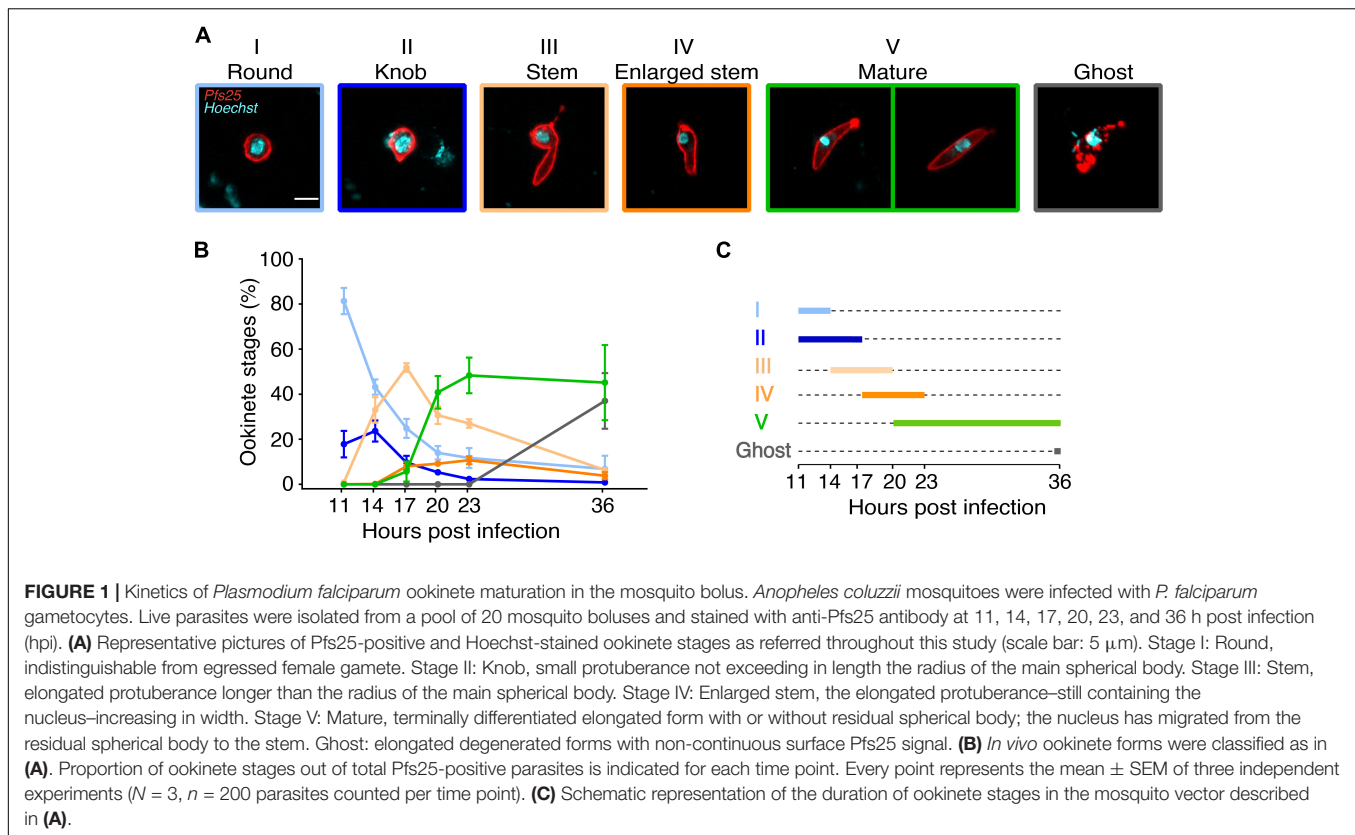 A
I II III IV V
Round Knob Stem Enlarged stem Mature Ghost
Pfs25
Hoechst
B
100
80
60
40
20
0
Ookinete stages (%)
11 14 17 20 23 36
Hours post infection
C
I
II
III
IV
V
Ghost
11 14 17 20 23 36
Hours post infection
FIGURE 1 | Kinetics of Plasmodium falciparum ookinete maturation in the mosquito bolus. Anopheles coluzzii mosquitoes were infected with P. falciparum
gametocytes. Live parasites were isolated from a pool of 20 mosquito boluses and stained with anti-Pfs25 antibody at 11, 14, 17, 20, 23, and 36 h post infection
(hpi). (A) Representative pictures of Pfs25-positive and Hoechst-stained ookinete stages as referred throughout this study (scale bar: 5 μm). Stage I: Round,
indistinguishable from egressed female gamete. Stage II: Knob, small protuberance not exceeding in length the radius of the main spherical body. Stage III: Stem,
elongated protuberance longer than the radius of the main spherical body. Stage IV: Enlarged stem, the elongated protuberance–still containing the
nucleus–increasing in width. Stage V: Mature, terminally differentiated elongated form with or without residual spherical body; the nucleus has migrated from the
residual spherical body to the stem. Ghost: elongated degenerated forms with non-continuous surface Pfs25 signal. (B) In vivo ookinete forms were classified as in
(A). Proportion of ookinete stages out of total Pfs25-positive parasites is indicated for each time point. Every point represents the mean ± SEM of three independent
experiments (N = 3, n = 200 parasites counted per time point). (C) Schematic representation of the duration of ookinete stages in the mosquito vector described
in (A).